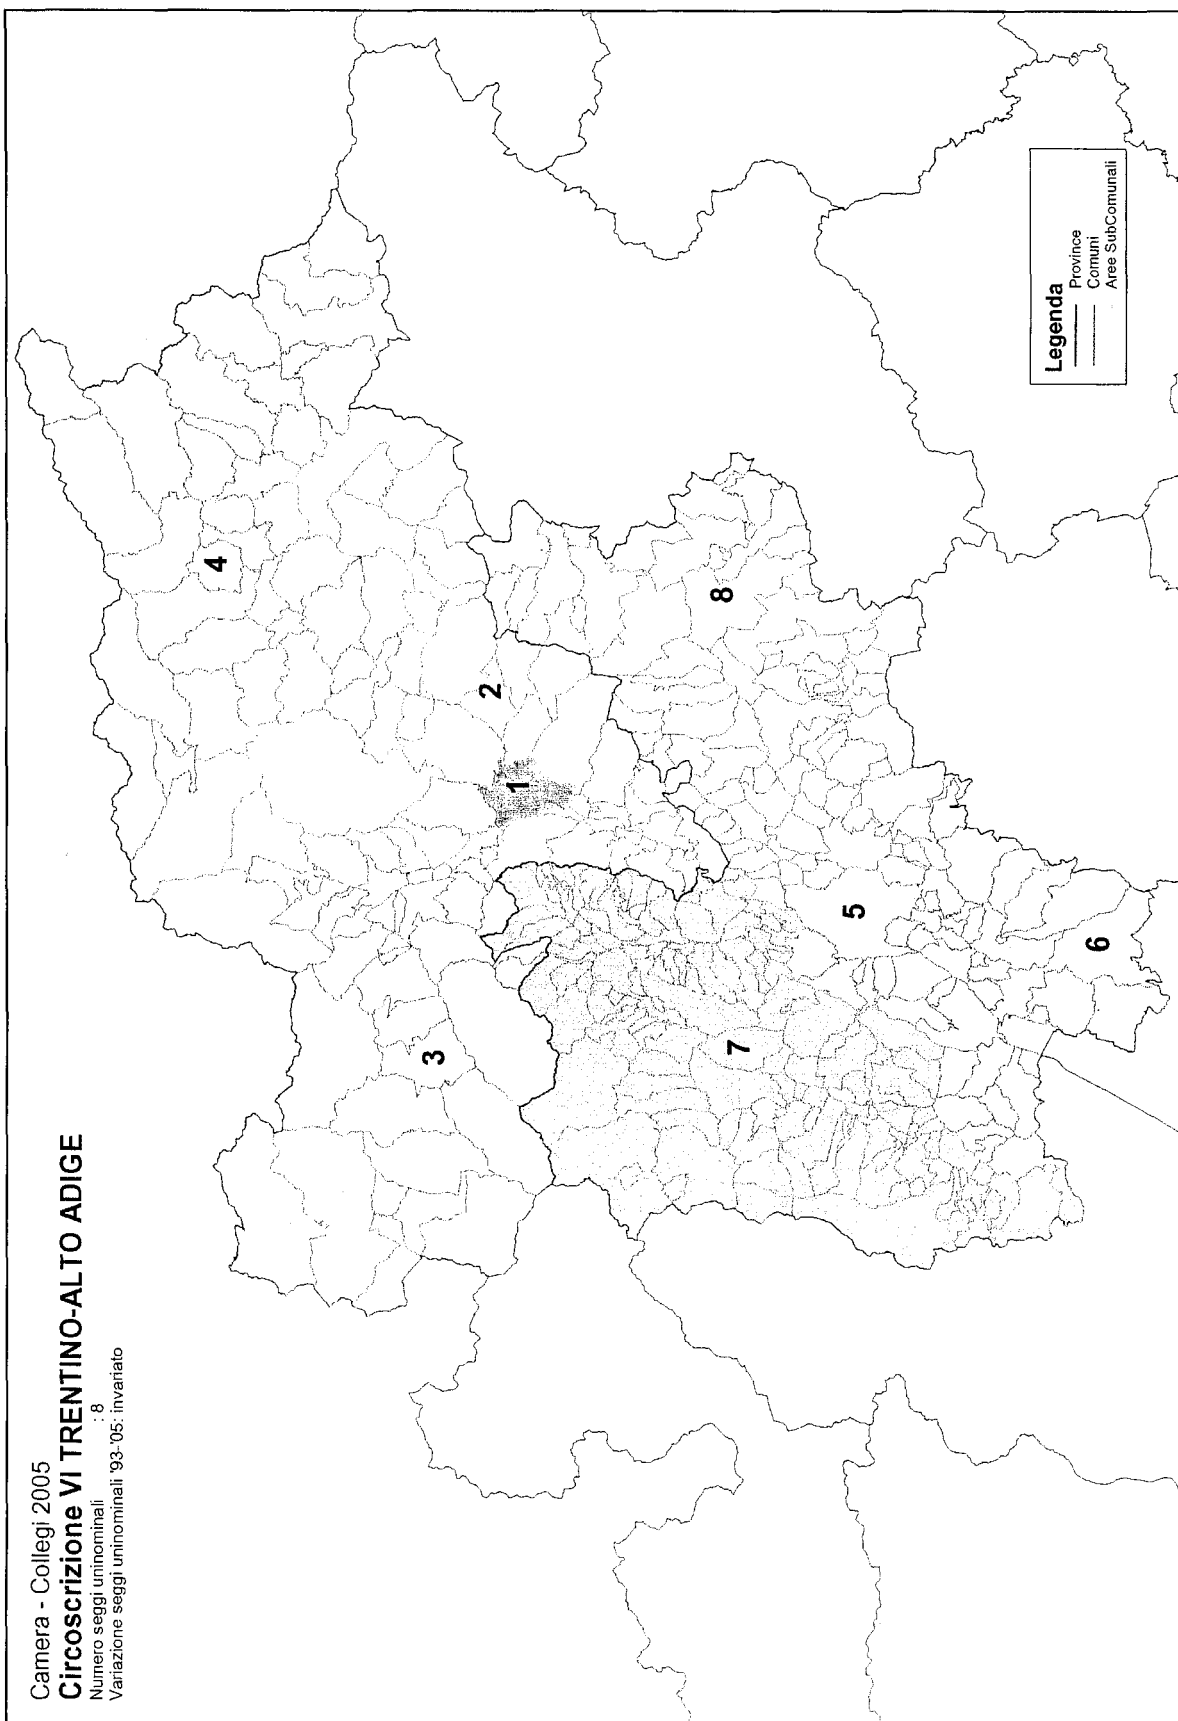 Camera - Collegi 2005
Circoscrizione VI TRENTINO-ALTO ADIGE
Numero seggi uninominali : 8
Variazione seggi uninominali '93-'05: invariato
4
3
2
1
8
7
5
6
Legenda
Province
Comuni
Aree SubComunali